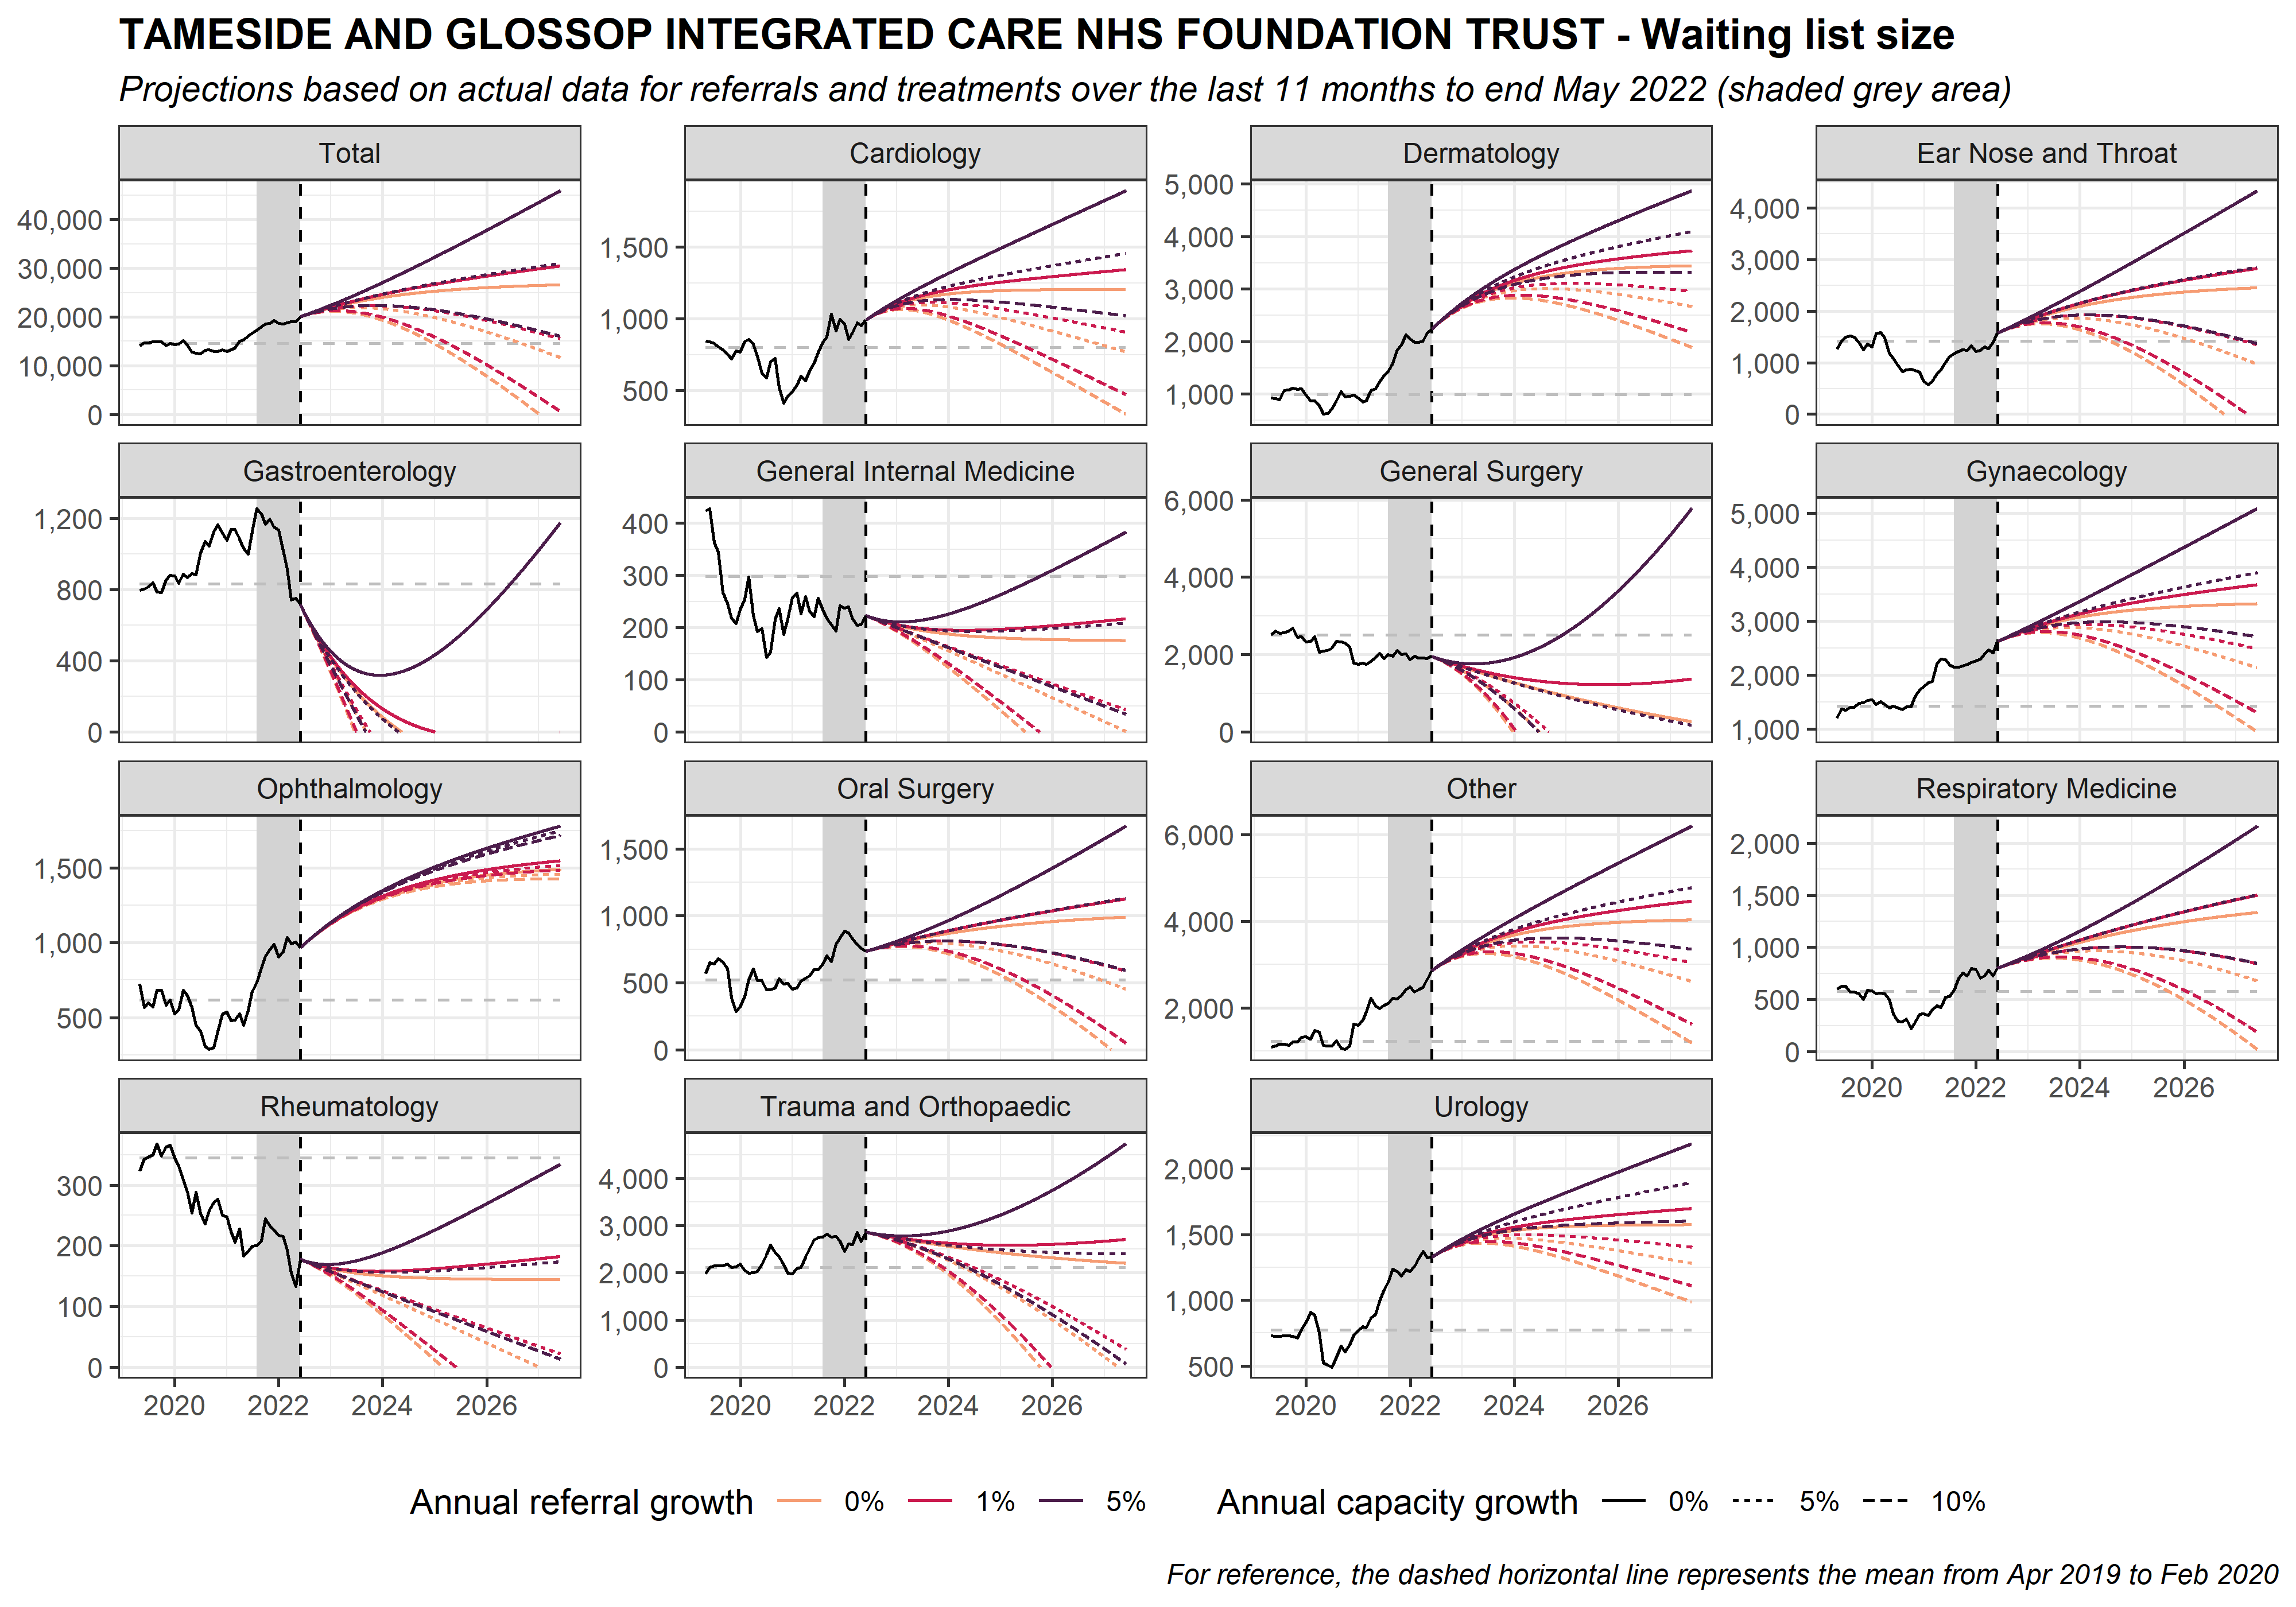 TAMESIDE AND GLOSSOP INTEGRATED CARE NHS FOUNDATION TRUST - Waiting list size
Projections based on actual data for referrals and treatments over the last 11 months to end May 2022 (shaded grey area)
Total
40,000
30,000
20,000
10,000
0
Cardiology
1,500
1,000
500
Dermatology
5,000
4,000
3,000
2,000
1,000
Ear Nose and Throat
4,000
3,000
2,000
1,000
0
Gastroenterology
1,200
800
400
0
General Internal Medicine
400
300
200
100
0
General Surgery
6,000
4,000
2,000
0
Gynaecology
5,000
4,000
3,000
2,000
1,000
Ophthalmology
1,500
1,000
500
Oral Surgery
1,500
1,000
500
0
Other
6,000
4,000
2,000
Respiratory Medicine
2,000
1,500
1,000
500
0
2020 2022 2024 2026
Rheumatology
300
200
100
0
2020 2022 2024 2026
Trauma and Orthopaedic
4,000
3,000
2,000
1,000
0
2020 2022 2024 2026
Urology
2,000
1,500
1,000
500
2020 2022 2024 2026
Annual referral growth 0% 1% 5%
Annual capacity growth 0% 5% 10%
For reference, the dashed horizontal line represents the mean from Apr 2019 to Feb 2020